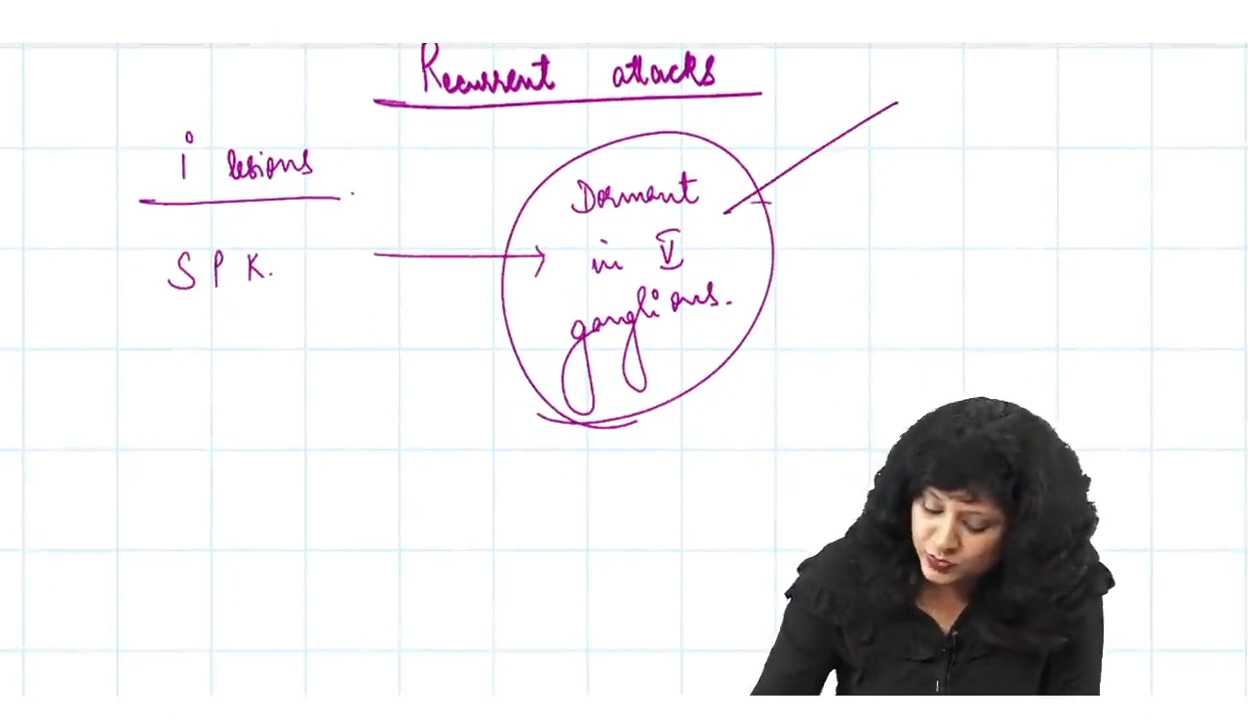 Recurrent attacks
i lesions
SPK.
Dormant
in V
ganglions.